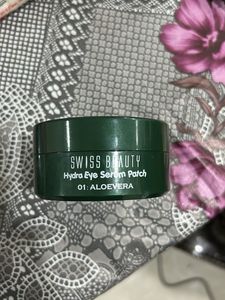 SWISS BEAUTY
Hydra Eye Serum Patch
01: ALOEVERA